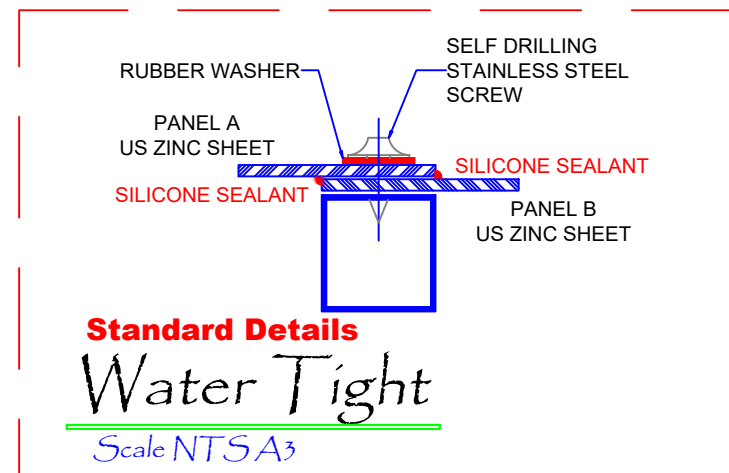 SELF DRILLING
STAINLESS STEEL
SCREW
RUBBER WASHER
PANEL A
US ZINC SHEET
SILICONE SEALANT
SILICONE SEALANT
PANEL B
US ZINC SHEET
Standard Details
Water Tight
Scale NTS A3